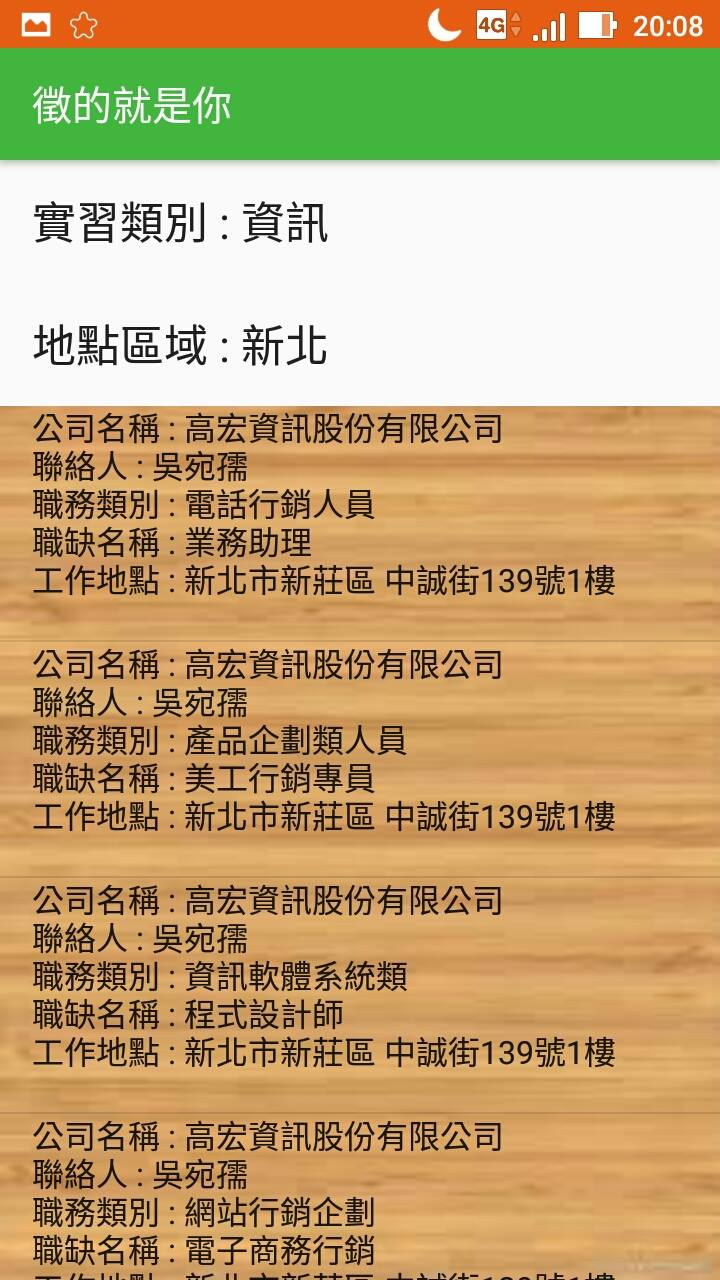 4G
20:08
徵的就是你
實習類別 : 資訊
地點區域 : 新北
公司名稱 : 高宏資訊股份有限公司
聯絡人 : 吳宛孺
職務類別 : 電話行銷人員
職缺名稱 : 業務助理
工作地點 : 新北市新莊區 中誠街139號1樓
公司名稱 : 高宏資訊股份有限公司
聯絡人 : 吳宛孺
職務類別 : 產品企劃類人員
職缺名稱 : 美工行銷專員
工作地點 : 新北市新莊區 中誠街139號1樓
公司名稱 : 高宏資訊股份有限公司
聯絡人 : 吳宛孺
職務類別 : 資訊軟體系統類
職缺名稱 : 程式設計師
工作地點 : 新北市新莊區 中誠街139號1樓
公司名稱 : 高宏資訊股份有限公司
聯絡人 : 吳宛孺
職務類別 : 網站行銷企劃
職缺名稱 : 電子商務行銷